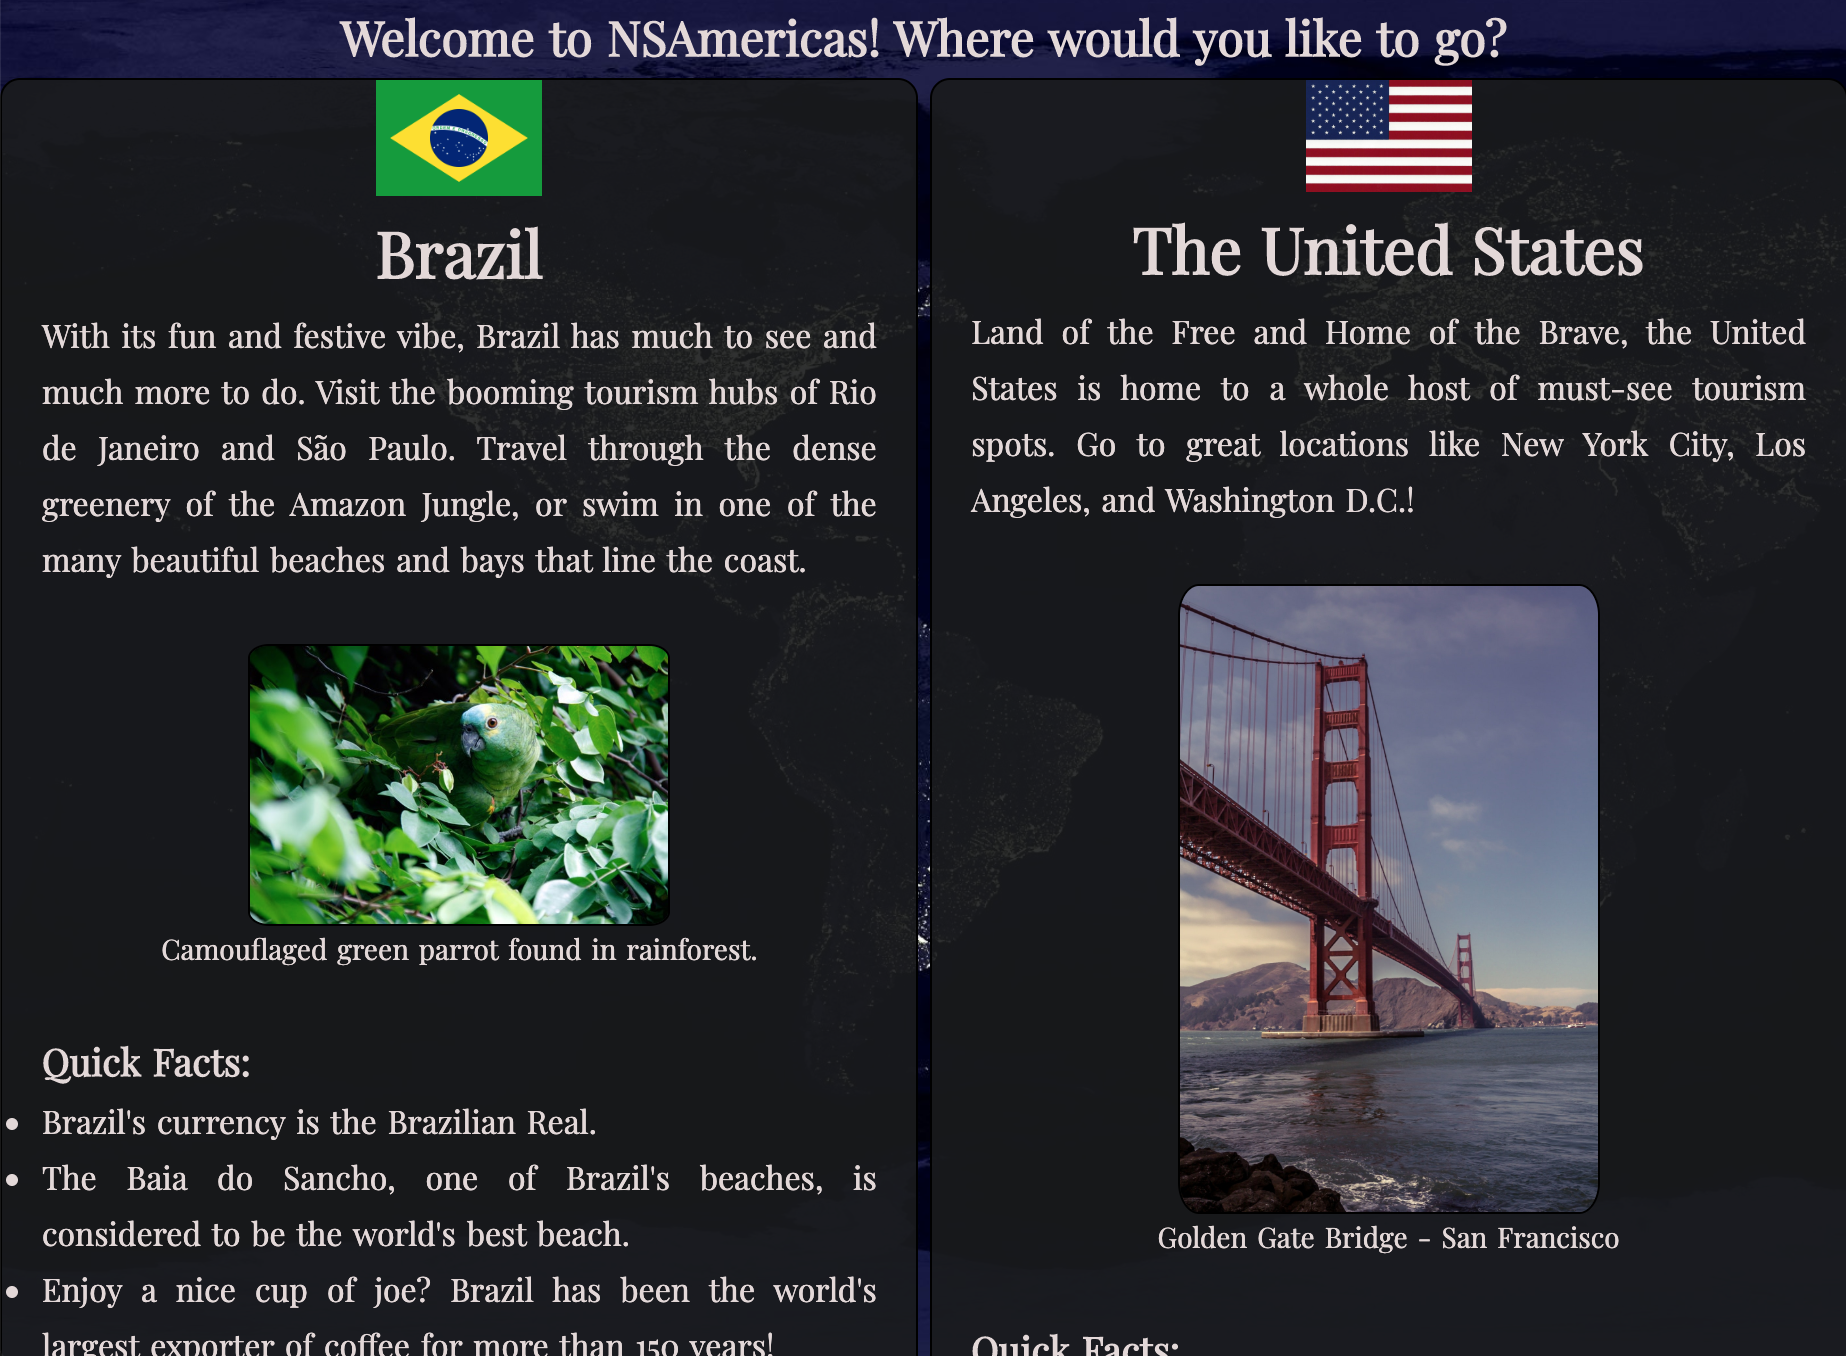 Welcome to NSAmericas! Where would you like to go?
Brazil
With its fun and festive vibe, Brazil has much to see and
much more to do. Visit the booming tourism hubs of Rio
de Janeiro and São Paulo. Travel through the dense
greenery of the Amazon Jungle, or swim in one of the
many beautiful beaches and bays that line the coast.
Camouflaged green parrot found in rainforest.
Quick Facts:
• Brazil's currency is the Brazilian Real.
• The Baia do Sancho, one of Brazil's beaches, is
considered to be the world's best beach.
• Enjoy a nice cup of joe? Brazil has been the world's
largest exporter of coffee for more than 150 years!
The United States
Land of the Free and Home of the Brave, the United
States is home to a whole host of must-see tourism
spots. Go to great locations like New York City, Los
Angeles, and Washington D.C.!
Golden Gate Bridge - San Francisco
Quick Facts: